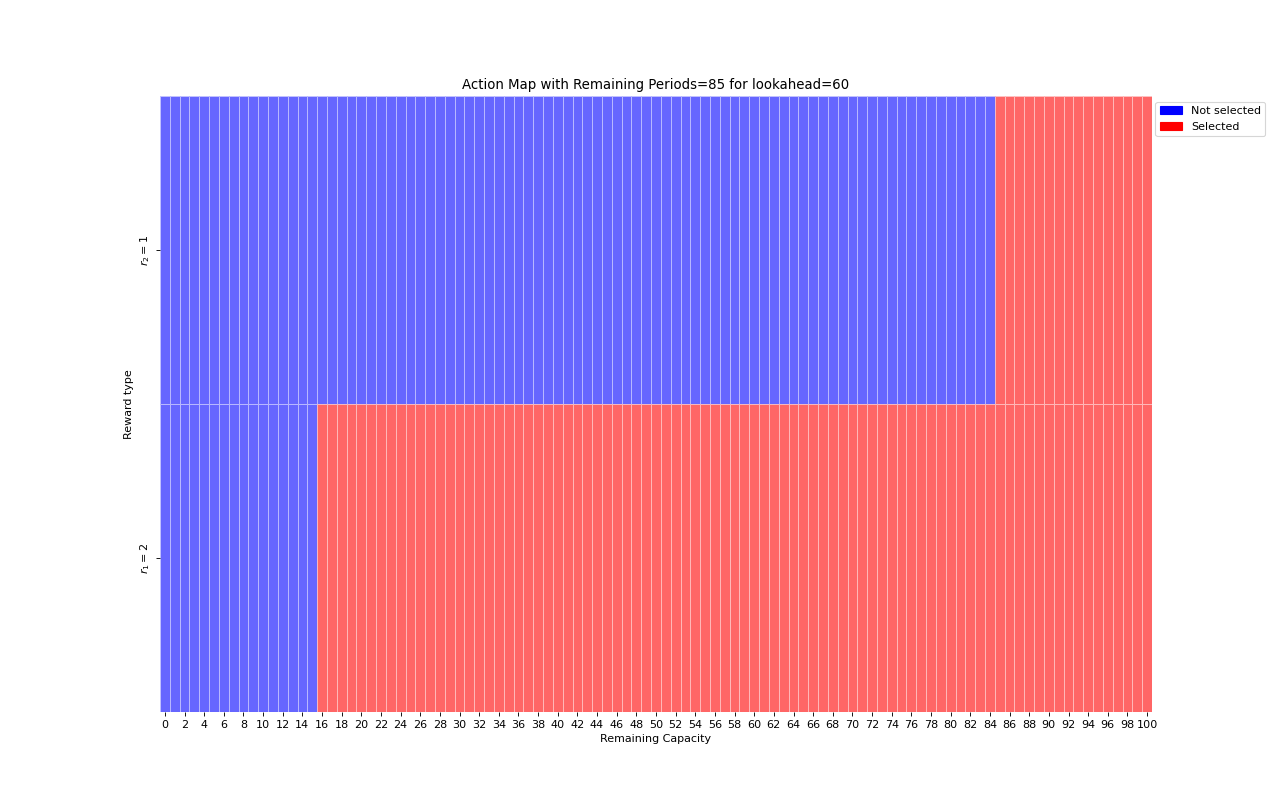 Action Map with Remaining Periods=85 for lookahead=60
Not selected
Selected
r₂ = 1
Reward type
r₁ = 2
0 2 4 6 8 10 12 14 16 18 20 22 24 26 28 30 32 34 36 38 40 42 44 46 48 50 52 54 56 58 60 62 64 66 68 70 72 74 76 78 80 82 84 86 88 90 92 94 96 98 100
Remaining Capacity